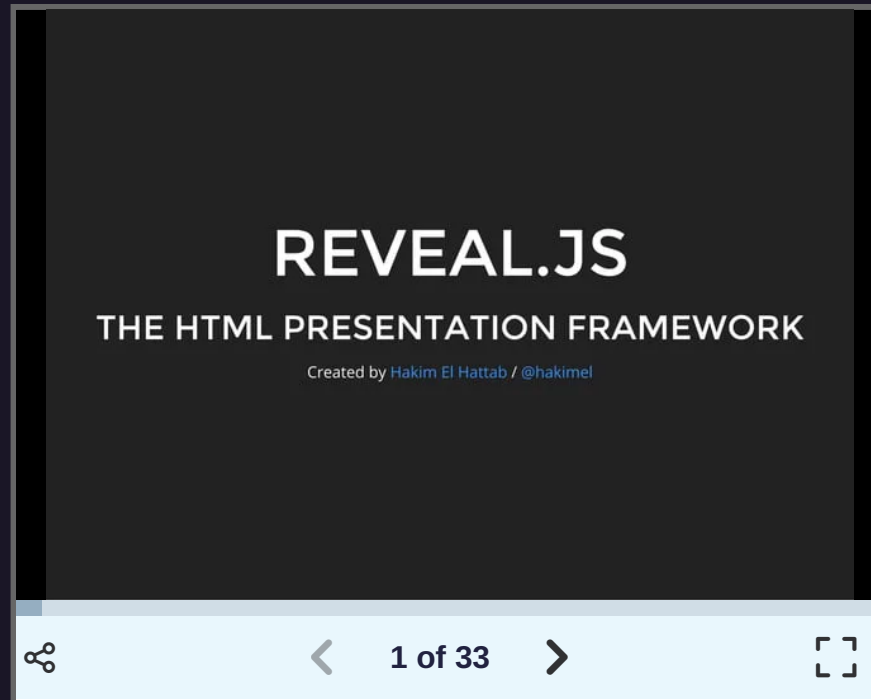 REVEAL.JS
THE HTML PRESENTATION FRAMEWORK
Created by Hakim El Hattab / @hakimel
1 of 33